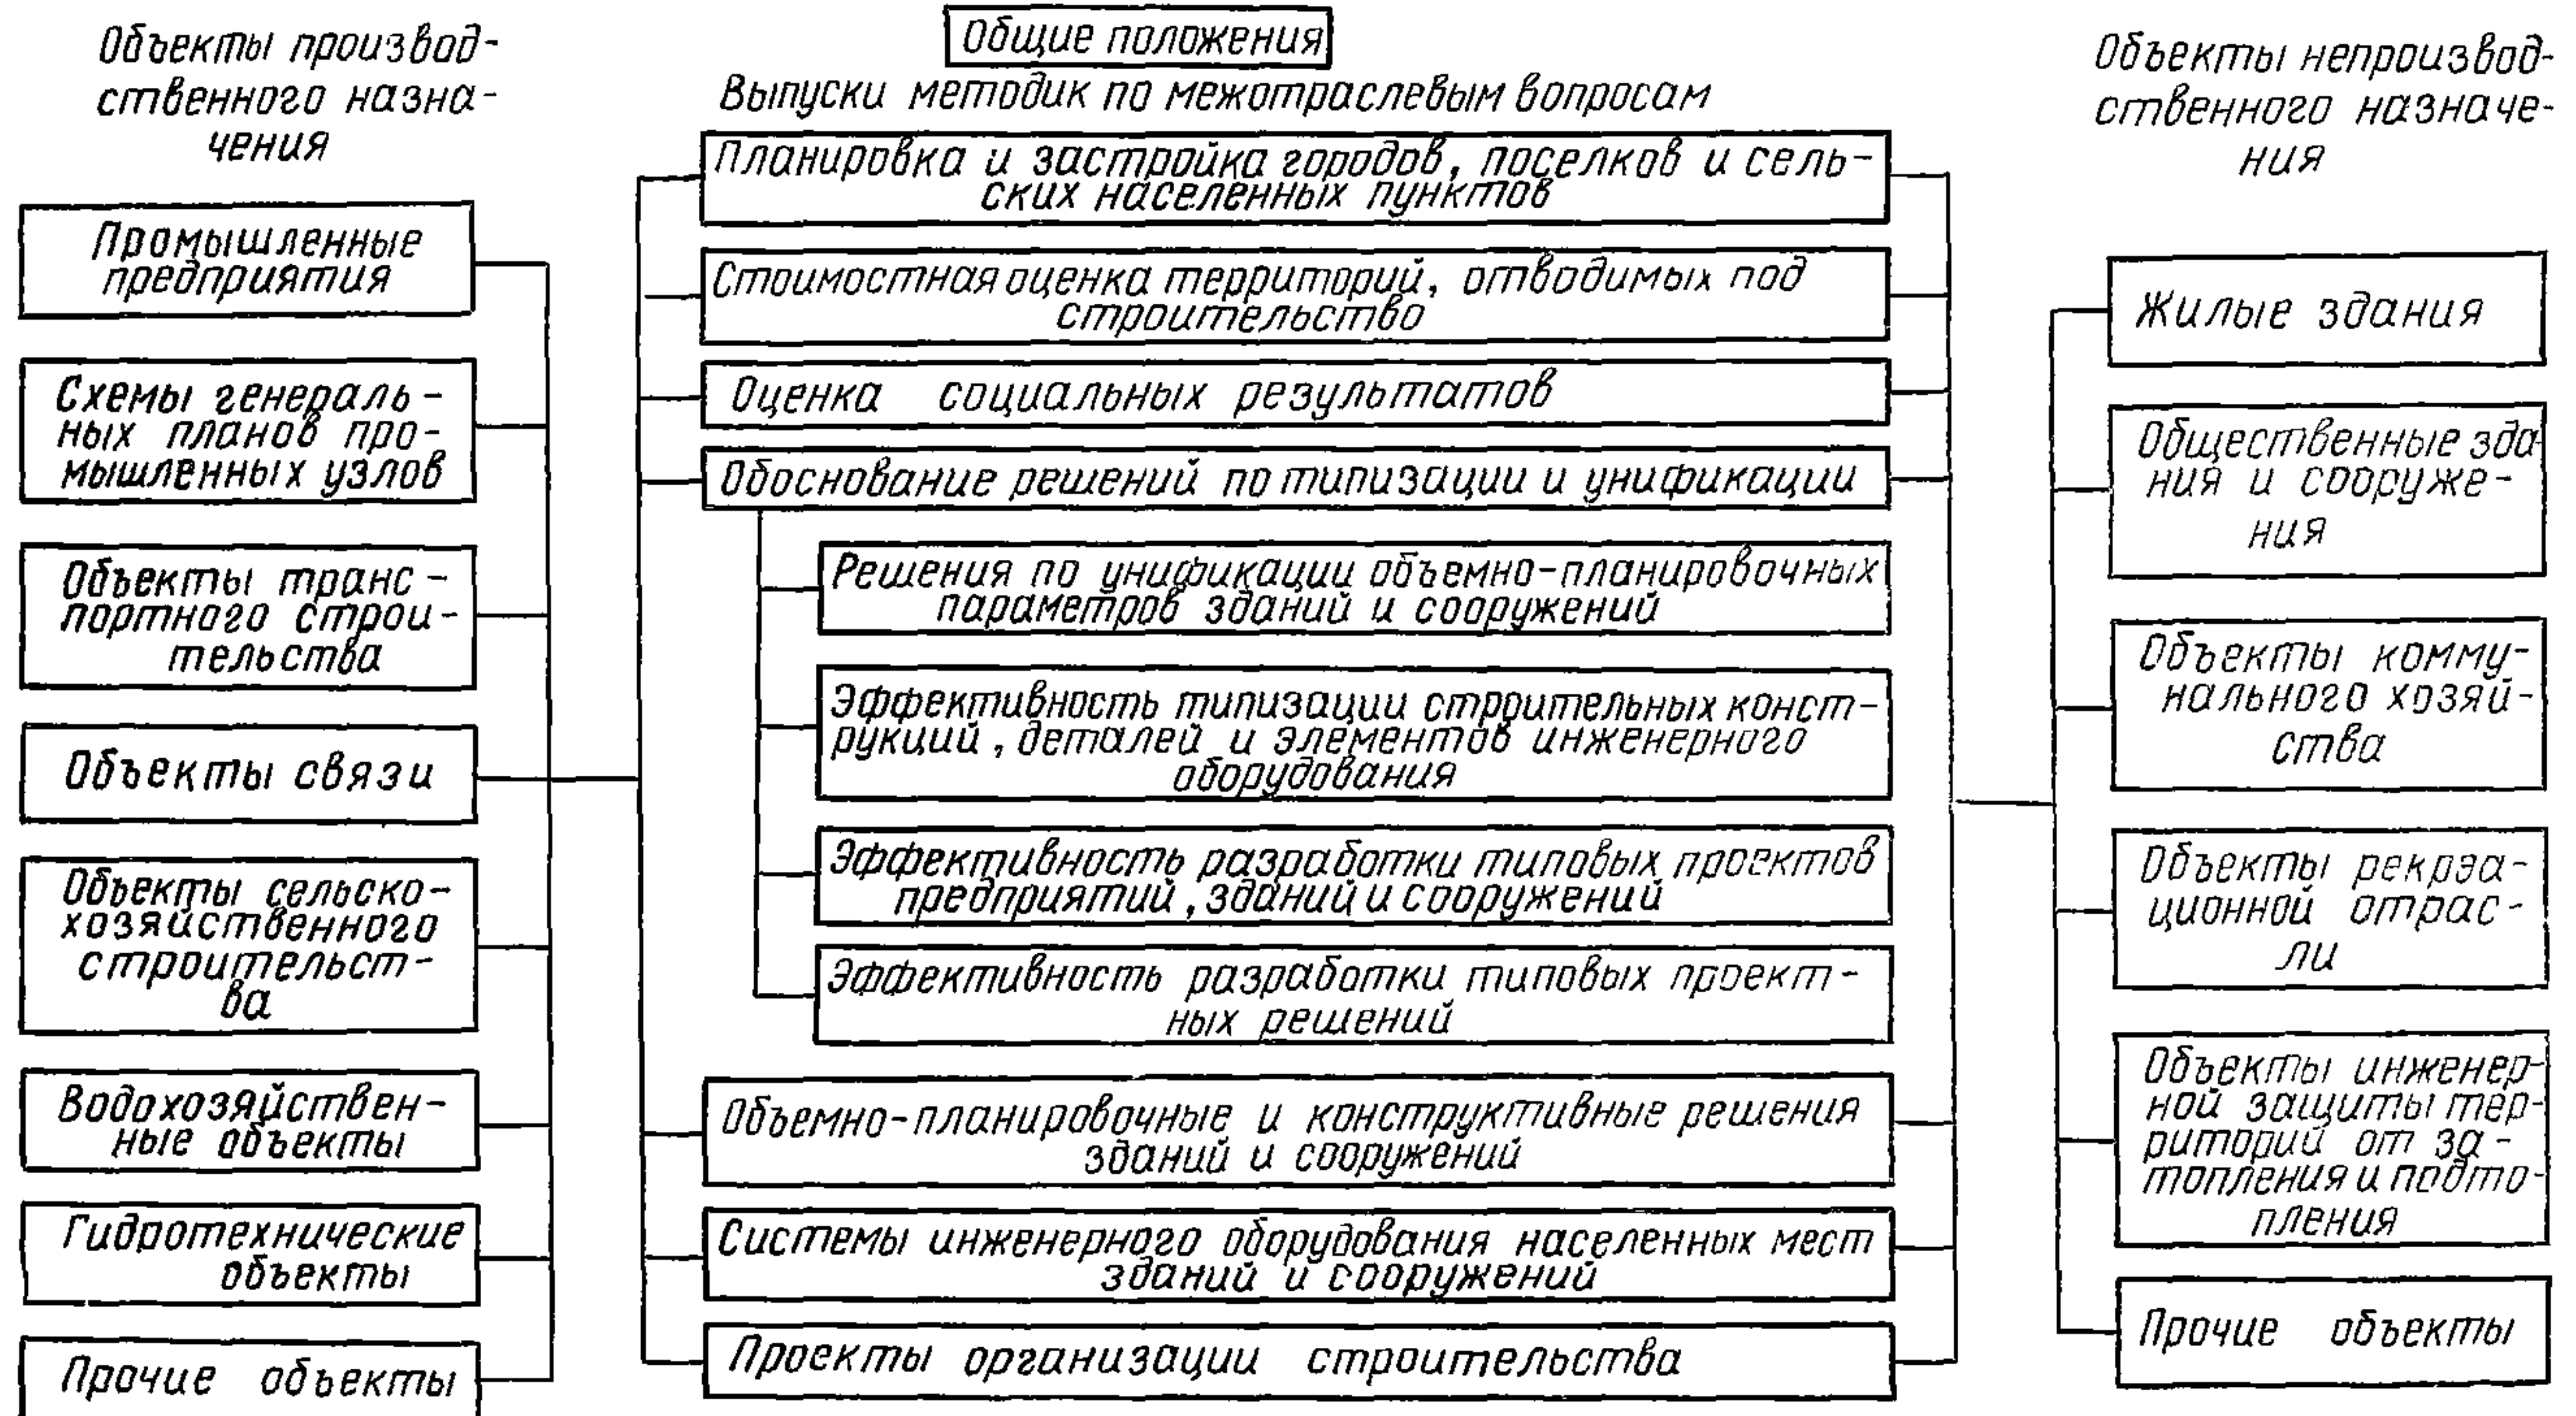 Объекты производ-
ственного назна-
чения
Промышленные
предприятия
Схемы генераль-
ных планов про-
мышленных узлов
Объекты транс-
портного строи-
тельства
Объекты связи
Объекты сельско-
хозяйственного
строительст-
ва
Водохозяйствен-
ные объекты
Гидротехнические
объекты
Прочие объекты
Общие положения
Выпуски методик по межотраслевым вопросам
Планировка и застройка городов, поселков и сель-
ских населенных пунктов
Стоимостная оценка территорий, отводимых под
строительство
Оценка социальных результатов
Обоснование решений по типизации и унификации
Решения по унификации объемно-планировочных
параметров зданий и сооружений
Эффективность типизации строительных конст-
рукций, деталей и элементов инженерного
оборудования
Эффективность разработки типовых проектов
предприятий, зданий и сооружений
Эффективность разработки типовых проект-
ных решений
Объемно-планировочные и конструктивные решения
зданий и сооружений
Системы инженерного оборудования населенных мест
зданий и сооружений
Проекты организации строительства
Объекты непроизвод-
ственного назначе-
ния
Жилые здания
Общественные зда-
ния и сооруже-
ния
Объекты комму-
нального хозяй-
ства
Объекты рекреа-
ционной отрас-
ли
Объекты инженер-
ной защиты тер-
риторий от за-
топления и подто-
пления
Прочие объекты